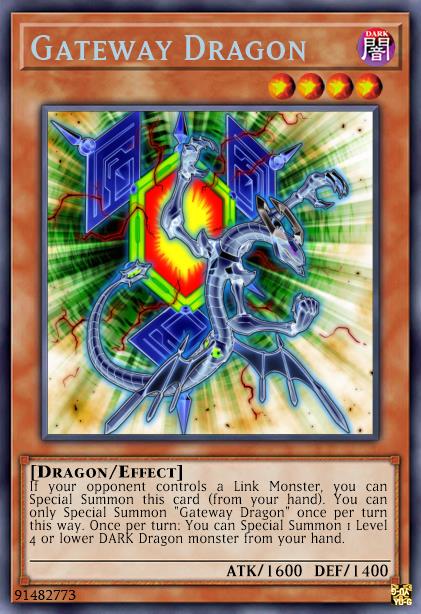 GATEWAY DRAGON
DARK
闇
[DRAGON/EFFECT]
If your opponent controls a Link Monster, you can
Special Summon this card (from your hand). You can
only Special Summon "Gateway Dragon" once per turn
this way. Once per turn: You can Special Summon 1 Level
4 or lower DARK Dragon monster from your hand.
ATK/1600 DEF/1400
91482773